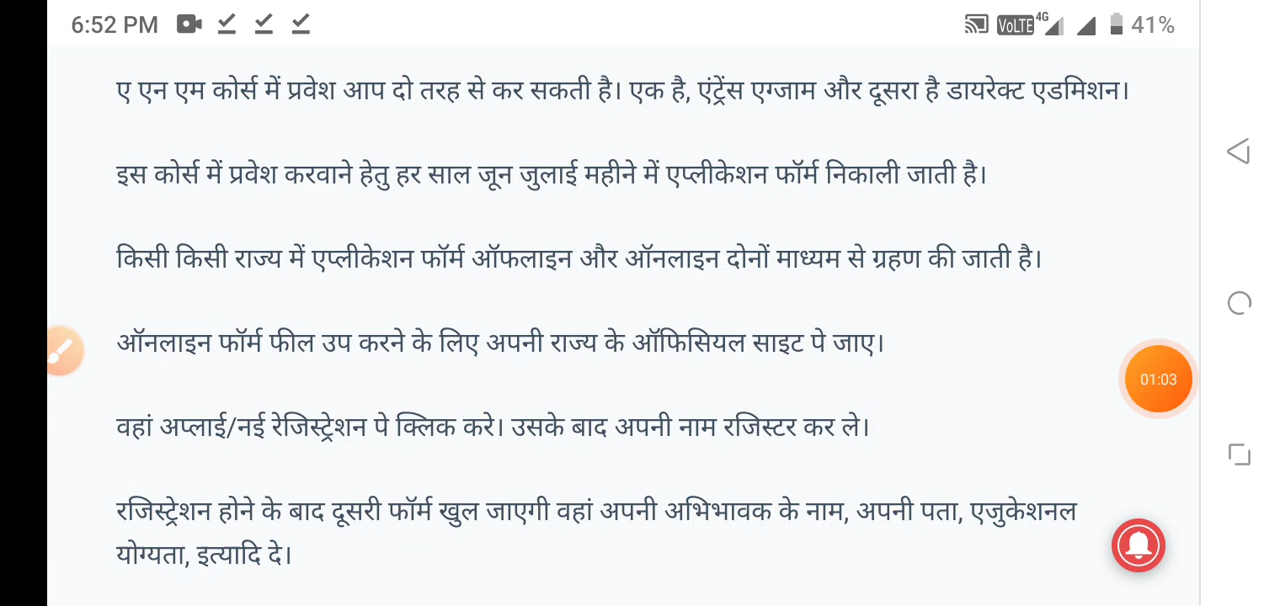 6:52 PM VoLTE 4G 41%
ए एन एम कोर्स में प्रवेश आप दो तरह से कर सकती है। एक है, एंट्रेंस एग्जाम और दूसरा है डायरेक्ट एडमिशन।
इस कोर्स में प्रवेश करवाने हेतु हर साल जून जुलाई महीने में एप्लीकेशन फॉर्म निकाली जाती है।
किसी किसी राज्य में एप्लीकेशन फॉर्म ऑफलाइन और ऑनलाइन दोनों माध्यम से ग्रहण की जाती है।
ऑनलाइन फॉर्म फील उप करने के लिए अपनी राज्य के ऑफिसियल साइट पे जाए।
01:03
वहां अप्लाई/नई रेजिस्ट्रेशन पे क्लिक करे। उसके बाद अपनी नाम रजिस्टर कर ले।
रजिस्ट्रेशन होने के बाद दूसरी फॉर्म खुल जाएगी वहां अपनी अभिभावक के नाम, अपनी पता, एजुकेशनल
योग्यता, इत्यादि दे।